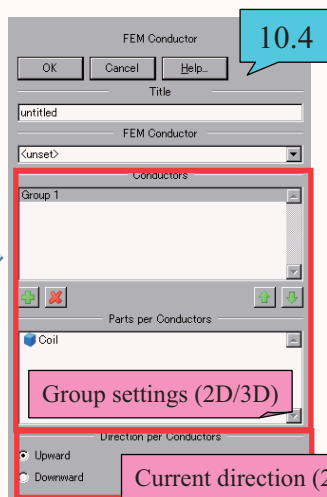 FEM Conductor
10.4
OK Cancel Help...
Title
untitled
FEM Conductor
<unset>
Conductors
Group 1
Parts per Conductors
Coil
Group settings (2D/3D)
Direction per Conductors
Upward
Downward
Current direction (2